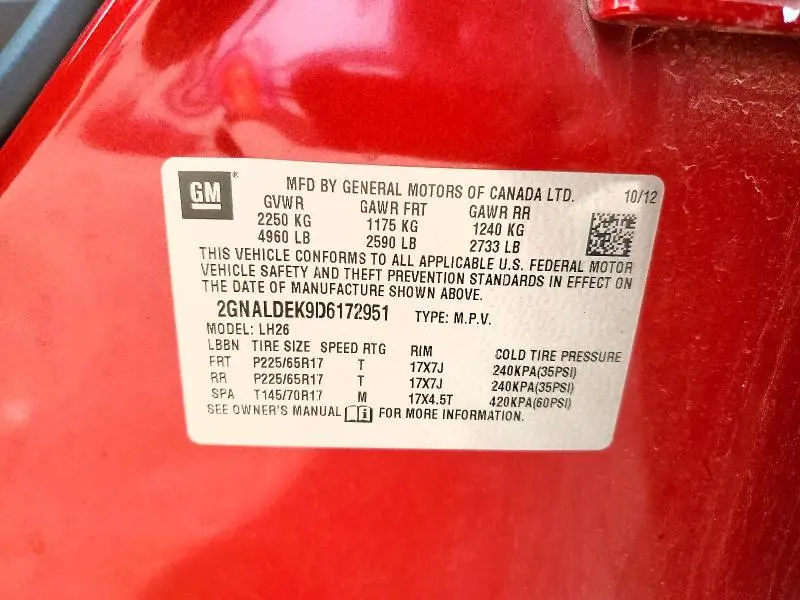 GM ® MFD BY GENERAL MOTORS OF CANADA LTD. 10/12
GVWR GAWR FRT GAWR RR
2250 KG 1175 KG 1240 KG
4960 LB 2590 LB 2733 LB
THIS VEHICLE CONFORMS TO ALL APPLICABLE U.S. FEDERAL MOTOR
VEHICLE SAFETY AND THEFT PREVENTION STANDARDS IN EFFECT ON
THE DATE OF MANUFACTURE SHOWN ABOVE.
2GNALDEK9D6172951 TYPE: M.P.V.
MODEL: LH26
LBBN TIRE SIZE SPEED RTG RIM COLD TIRE PRESSURE
FRT P225/65R17 T 17X7J 240KPA(35PSI)
RR P225/65R17 T 17X7J 240KPA(35PSI)
SPA T145/70R17 M 17X4.5T 420KPA(60PSI)
SEE OWNER'S MANUAL i FOR MORE INFORMATION.